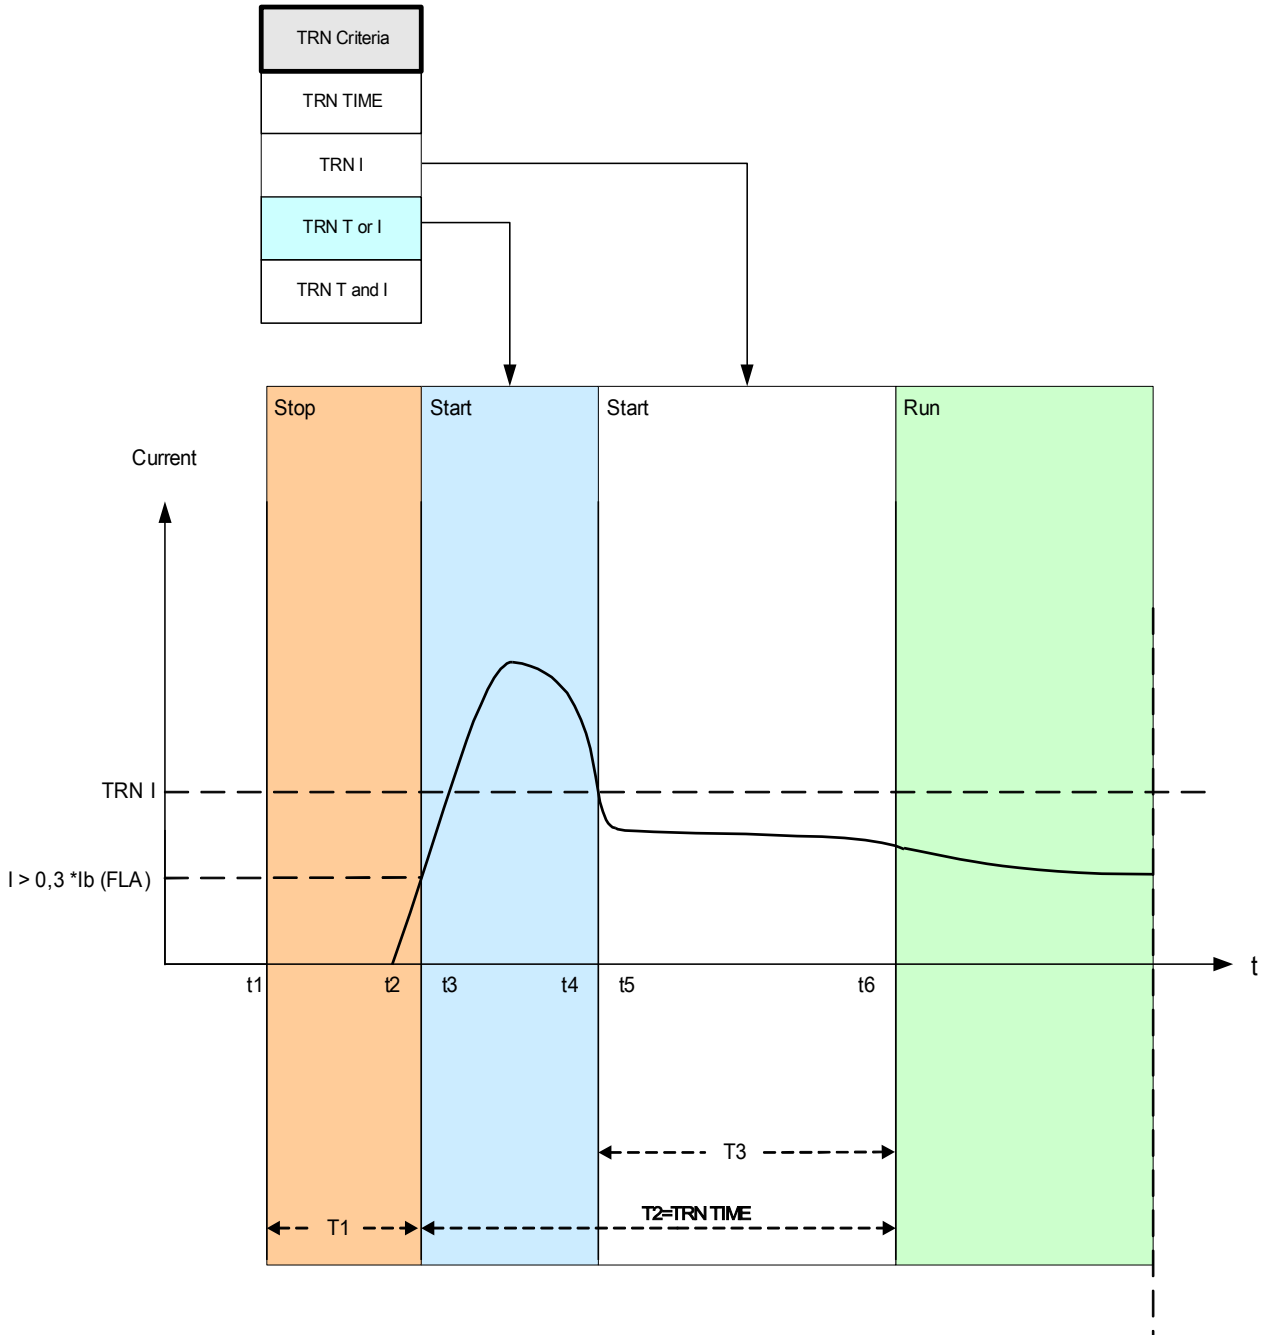 TRN Criteria
TRN TIME
TRN I
TRN T or I
TRN T and I
Stop
Start
Start
Run
Current
TRN I
I > 0,3 *Ib (FLA)
t
t1
t2
t3
t4
t5
t6
T3
T2=TRN TIME
T1